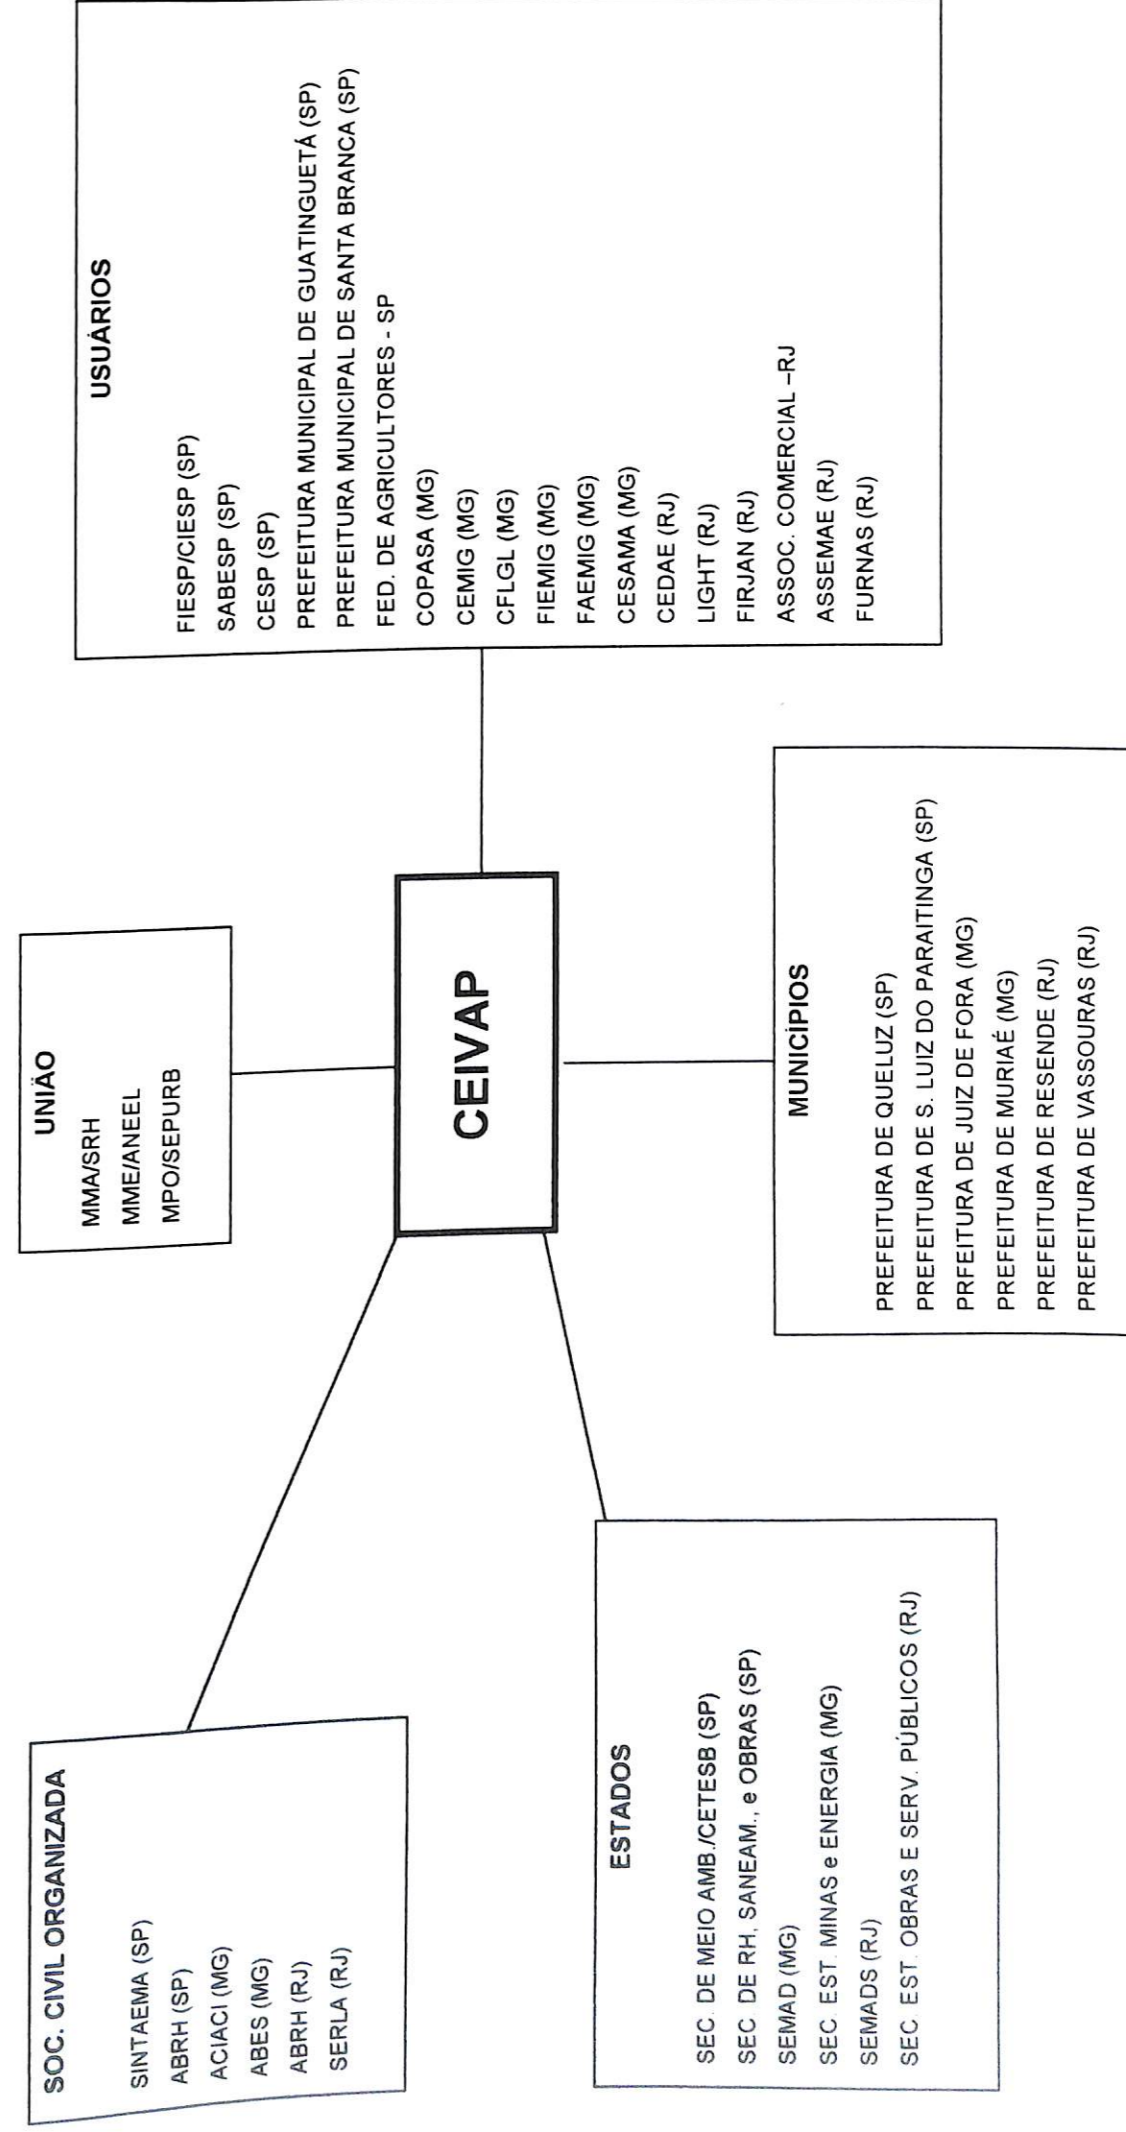 SOC. CIVIL ORGANIZADA
SINTAEMA (SP)
ABRH (SP)
ACIACI (MG)
ABES (MG)
ABRH (RJ)
SERLA (RJ)
UNIÃO
MMA/SRH
MME/ANEEL
MPO/SEPURB
USUÁRIOS
FIESP/CIESP (SP)
SABESP (SP)
CESP (SP)
PREFEITURA MUNICIPAL DE GUATINGUETÁ (SP)
PREFEITURA MUNICIPAL DE SANTA BRANCA (SP)
FED. DE AGRICULTORES - SP
COPASA (MG)
CEMIG (MG)
CFLGL (MG)
FIEMIG (MG)
FAEMIG (MG)
CESAMA (MG)
CEDAE (RJ)
LIGHT (RJ)
FIRJAN (RJ)
ASSOC. COMERCIAL –RJ
ASSEMAE (RJ)
FURNAS (RJ)
CEIVAP
ESTADOS
SEC. DE MEIO AMB./CETESB (SP)
SEC. DE RH, SANEAM., e OBRAS (SP)
SEMAD (MG)
SEC. EST. MINAS e ENERGIA (MG)
SEMADS (RJ)
SEC. EST. OBRAS E SERV. PÚBLICOS (RJ)
MUNICÍPIOS
PREFEITURA DE QUELUZ (SP)
PREFEITURA DE S. LUIZ DO PARAITINGA (SP)
PRFEITURA DE JUIZ DE FORA (MG)
PREFEITURA DE MURIAÉ (MG)
PREFEITURA DE RESENDE (RJ)
PREFEITURA DE VASSOURAS (RJ)